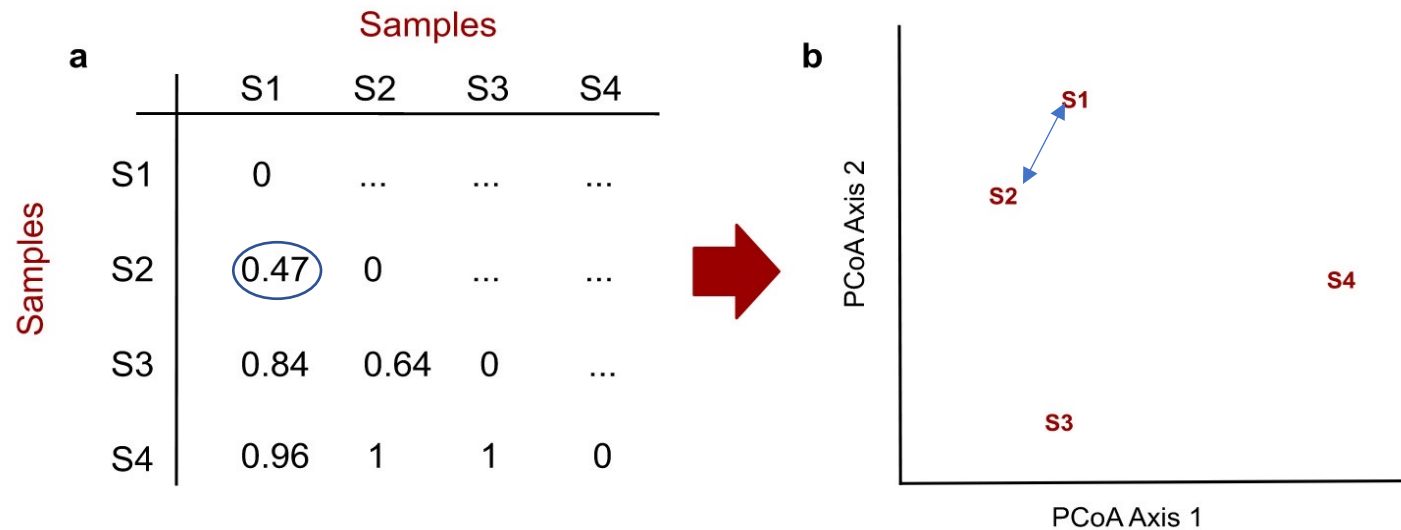 Samples
a
S1 S2 S3 S4
S1 0 ... ... ...
S2 0.47 0 ... ...
S3 0.84 0.64 0 ...
S4 0.96 1 1 0
Samples
b
S1
S2
S4
S3
PCoA Axis 2
PCoA Axis 1